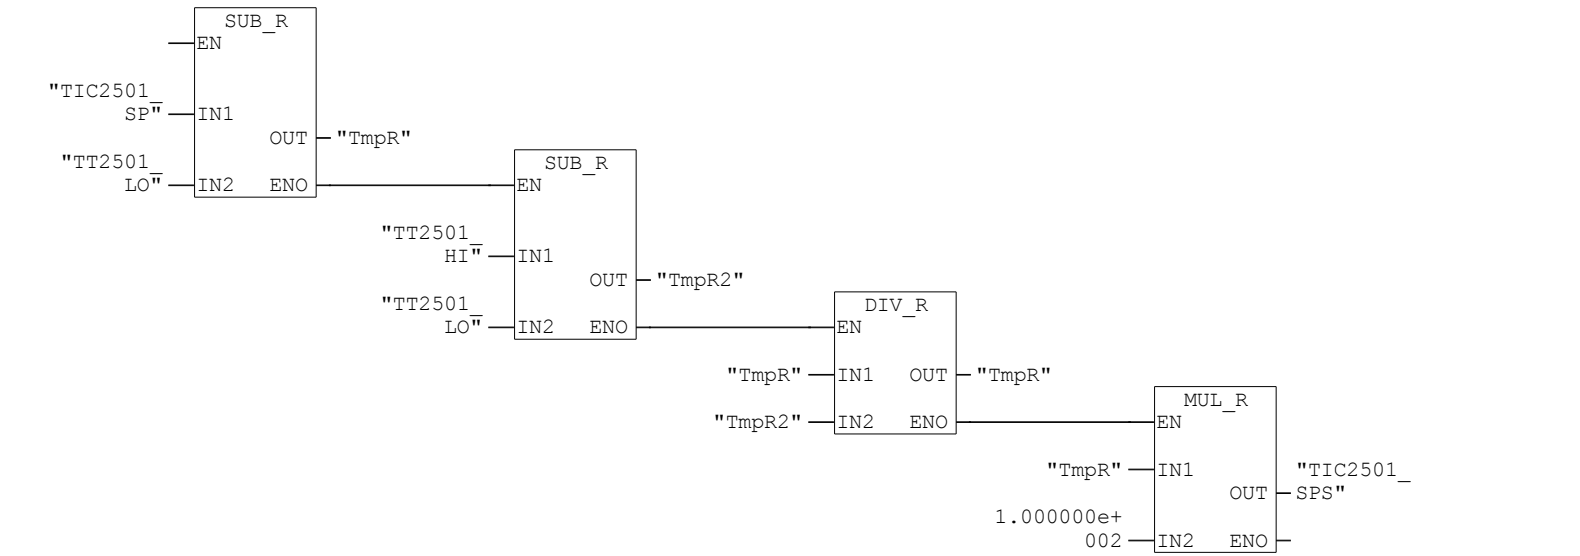 SUB_R
EN
"TIC2501_
SP"
IN1
OUT
"TmpR"
"TT2501_
LO"
IN2
ENO
SUB_R
EN
"TT2501_
HI"
IN1
OUT
"TmpR2"
"TT2501_
LO"
IN2
ENO
DIV_R
EN
"TmpR"
IN1
OUT
"TmpR"
"TmpR2"
IN2
ENO
MUL_R
EN
"TmpR"
IN1
OUT
"TIC2501_
SPS"
1.000000e+
002
IN2
ENO